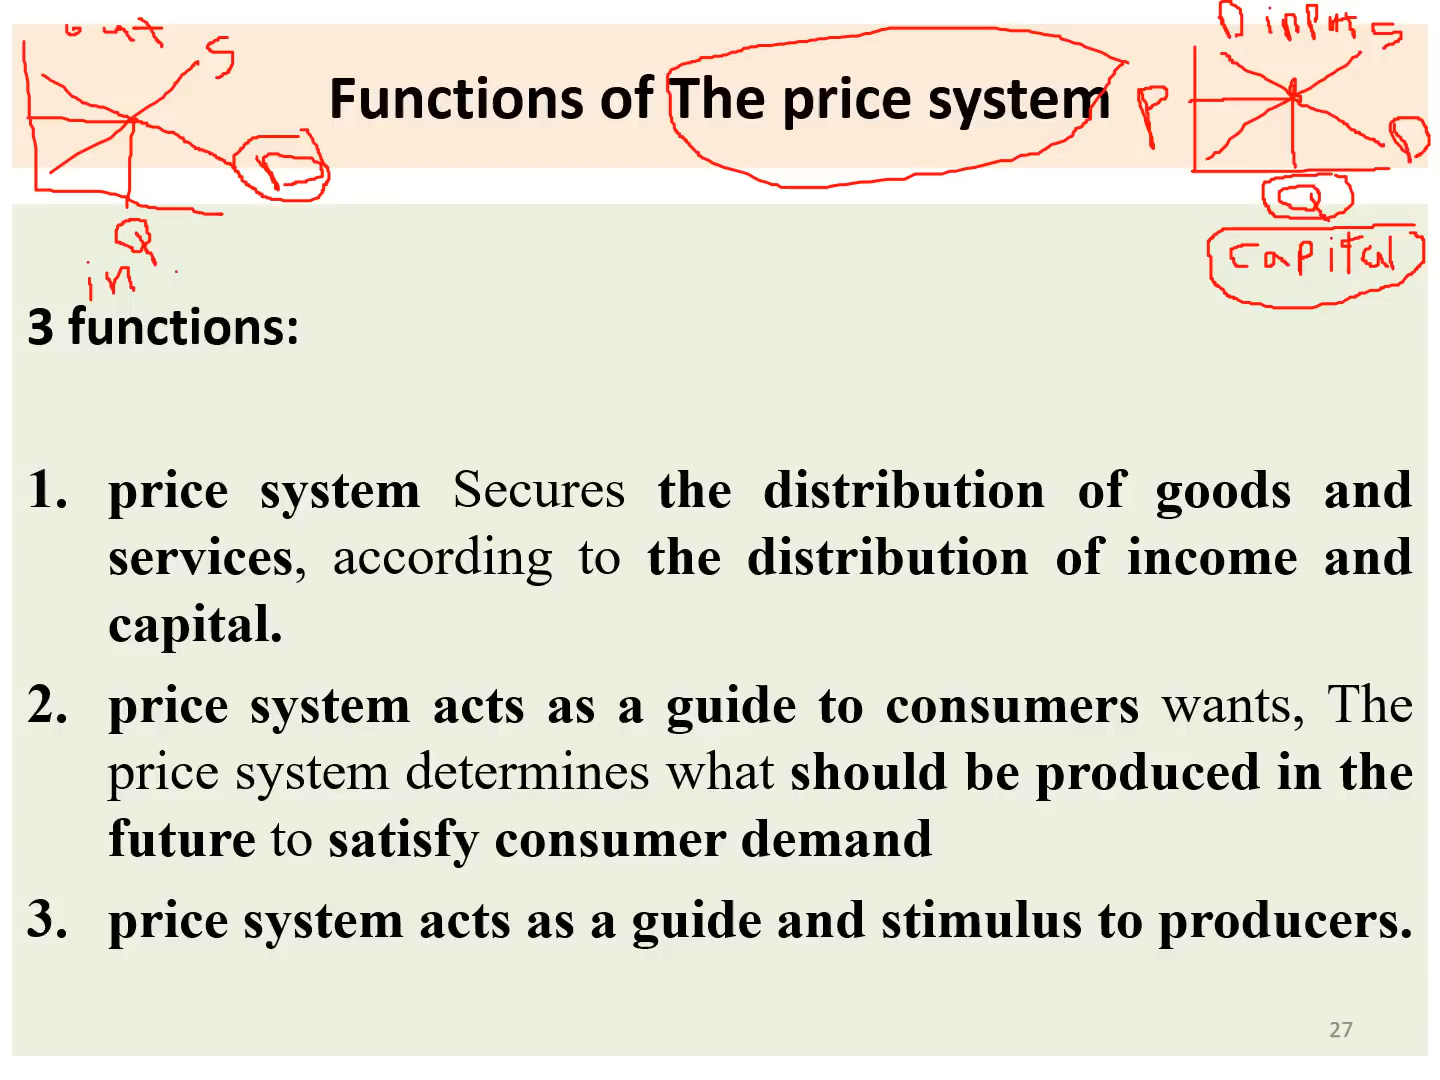 out
S
D
Q
in
D inputs S
P
D
Q
capital
Functions of The price system
3 functions:
1. price system Secures the distribution of goods and
services, according to the distribution of income and
capital.
2. price system acts as a guide to consumers wants, The
price system determines what should be produced in the
future to satisfy consumer demand
3. price system acts as a guide and stimulus to producers.
27